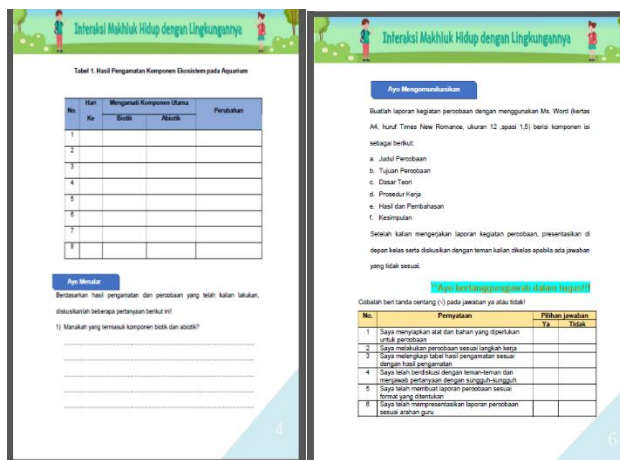 Interaksi Makhluk Hidup dengan Lingkungannya
Tabel 1. Hasil Pengamatan Komponen Ekosistem pada Aquarium
No. Hari Ke Mengamati Komponen Utama Perubahan
Biotik Abiotik
1
2
3
4
5
6
7
8
Ayo Menalar
Berdasarkan hasil pengamatan dan percobaan yang telah kalian lakukan,
diskusikanlah beberapa pertanyaan berikut ini!
1) Manakah yang termasuk komponen biotik dan abiotik?
4
Interaksi Makhluk Hidup dengan Lingkungannya
Ayo Mengomunikasikan
Buatlah laporan kegiatan percobaan dengan menggunakan Ms. Word (kertas
A4, huruf Times New Romance, ukuran 12 ,spasi 1,5) berisi komponen isi
sebagai berikut:
a. Judul Percobaan
b. Tujuan Percobaan
c. Dasar Teori
d. Prosedur Kerja
e. Hasil dan Pembahasan
f. Kesimpulan
Setelah kalian mengerjakan laporan kegiatan percobaan, presentasikan di
depan kelas serta diskusikan dengan teman kalian dikelas apabila ada jawaban
yang tidak sesuai.
"Ayo bertanggungjawab dalam tugas!!!
Cobalah beri tanda centang (√) pada jawaban ya atau tidak!
No. Pernyataan Pilihan jawaban
Ya Tidak
1 Saya menyiapkan alat dan bahan yang diperlukan
untuk percobaan
2 Saya melakukan percobaan sesuai langkah kerja
3 Saya melengkapi tabel hasil pengamatan sesuai
dengan hasil pengamatan
4 Saya telah berdiskusi dengan teman-teman dan
menjawab pertanyaan dengan sungguh-sungguh
5 Saya telah membuat laporan percobaan sesuai
format yang ditentukan
6 Saya telah mempresentasikan laporan percobaan
sesuai arahan guru
6